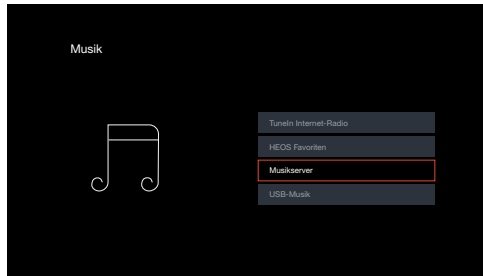 Musik
TuneIn Internet-Radio
HEOS Favoriten
Musikserver
USB-Musik